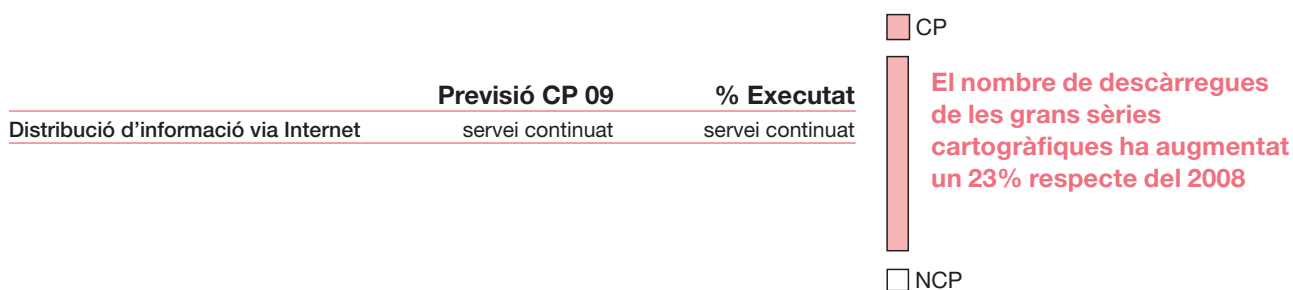 Previsió CP 09 % Executat
Distribució d’informació via Internet servei continuat servei continuat
CP
El nombre de descàrregues
de les grans sèries
cartogràfiques ha augmentat
un 23% respecte del 2008
NCP